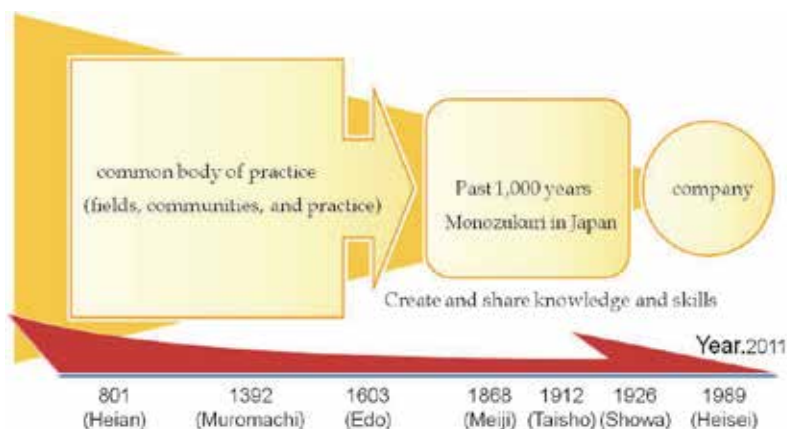 common body of practice
(fields, communities, and practice)
Past 1,000 years
Monozukuri in Japan
company
Create and share knowledge and skills
Year.2011
801 1392 1603 1868 1912 1926 1989
(Heian) (Muromachi) (Edo) (Meiji) (Taisho) (Showa) (Heisei)